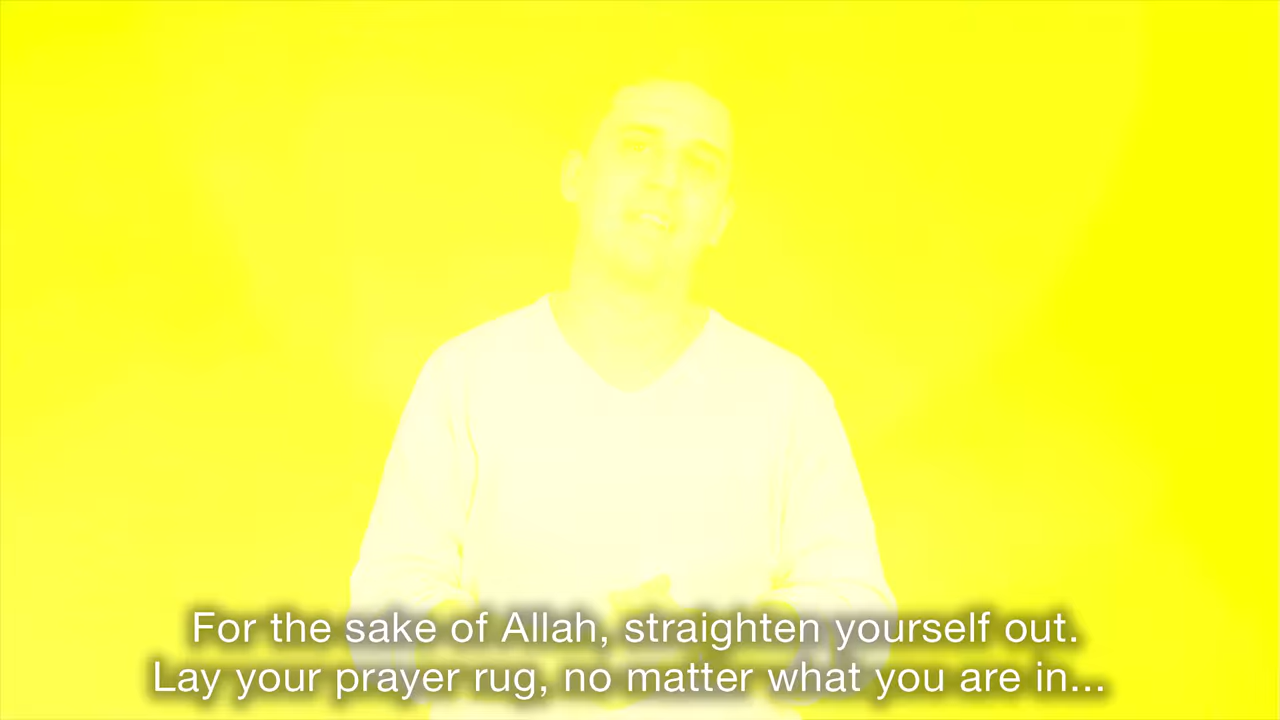 For the sake of Allah, straighten yourself out.
Lay your prayer rug, no matter what you are in...